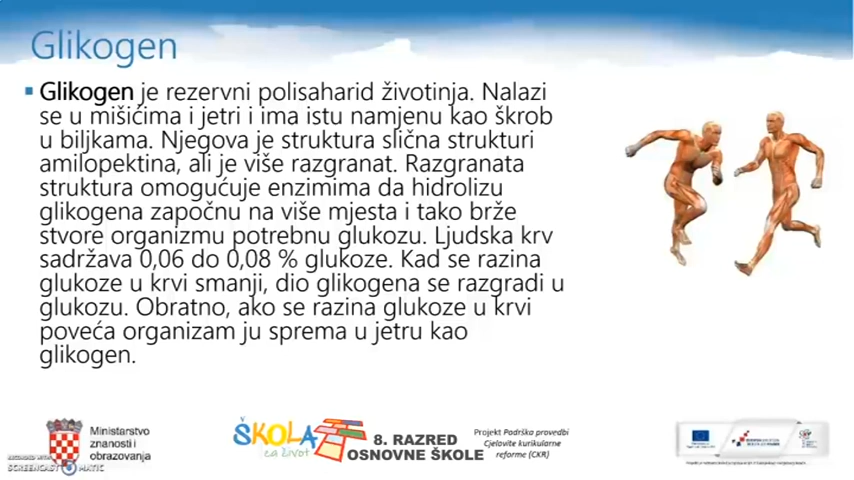 Glikogen
Glikogen je rezervni polisaharid životinja. Nalazi
se u mišićima i jetri i ima istu namjenu kao škrob
u biljkama. Njegova je struktura slična strukturi
amilopektina, ali je više razgranat. Razgranata
struktura omogućuje enzimima da hidrolizu
glikogena započnu na više mjesta i tako brže
stvore organizmu potrebnu glukozu. Ljudska krv
sadržava 0,06 do 0,08 % glukoze. Kad se razina
glukoze u krvi smanji, dio glikogena se razgradi u
glukozu. Obratno, ako se razina glukoze u krvi
poveća organizam ju sprema u jetru kao
glikogen.
Ministarstvo
znanosti i
obrazovanja
ŠKOLA
za život
8. RAZRED
OSNOVNE ŠKOLE
Projekt Podrška provedbi
Cjelovite kurikularne
reforme (CKR)
RECORDED WITH
SCREENCAST MATIC